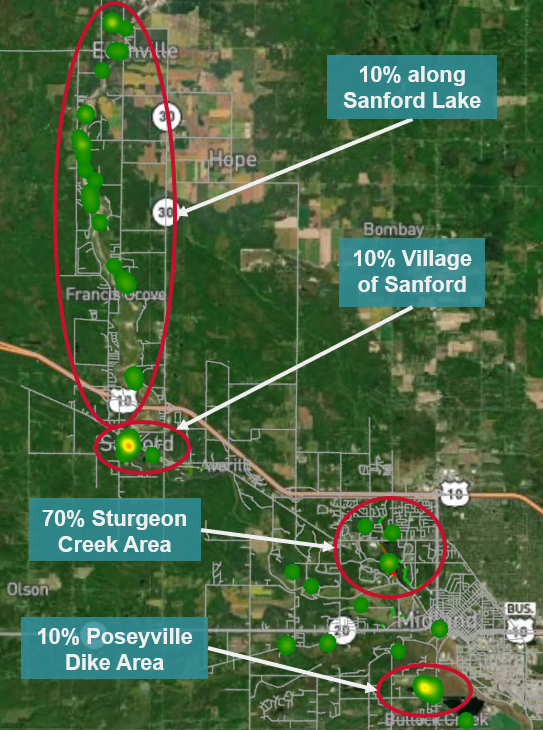 Edenville
30
10% along
Sanford Lake
Hope
30
Bombay
10% Village
of Sanford
Francis Grove
10
Sanford
Averill
10
70% Sturgeon
Creek Area
Olson
BUS.
10
Midland
20
10% Poseyville
Dike Area
Bullock Creek